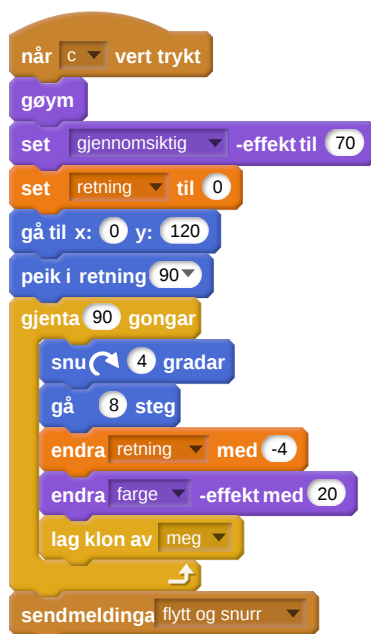 når c vert trykt
gøym
set gjennomsiktig -effekt til 70
set retning til 0
gå til x: 0 y: 120
peik i retning 90
gjenta 90 gongar
snu 4 gradar
gå 8 steg
endra retning med -4
endra farge -effekt med 20
lag klon av meg
sendmeldinga flytt og snurr